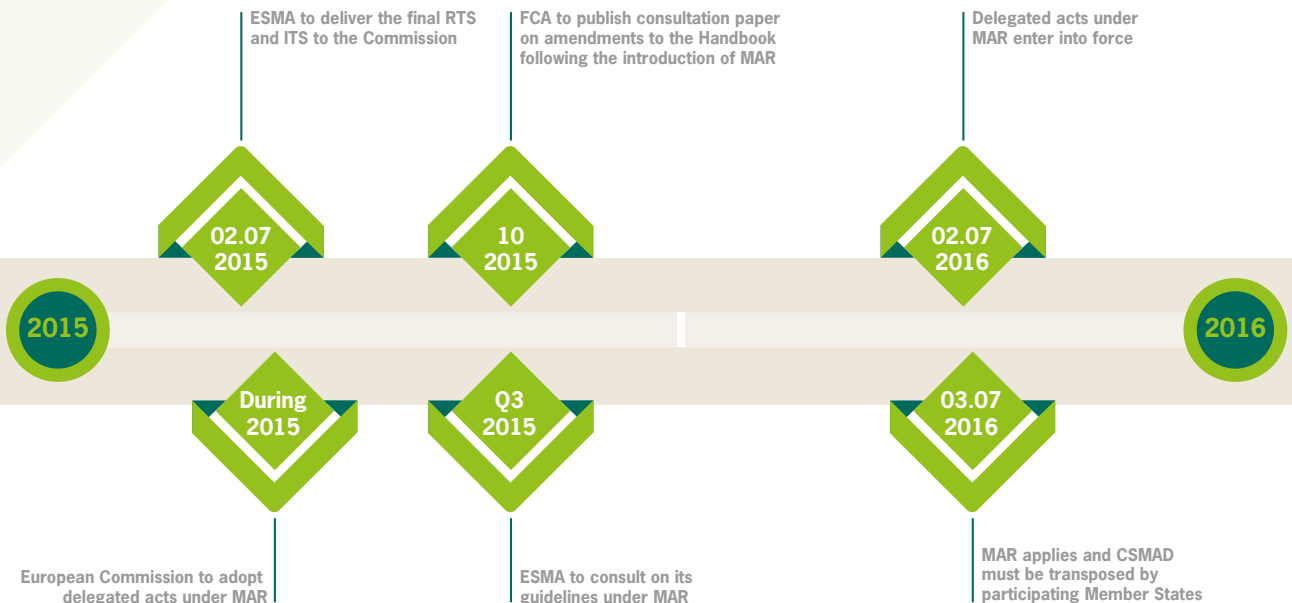 ESMA to deliver the final RTS
and ITS to the Commission
FCA to publish consultation paper
on amendments to the Handbook
following the introduction of MAR
Delegated acts under
MAR enter into force
02.07
2015
10
2015
02.07
2016
2015
2016
During
2015
Q3
2015
03.07
2016
European Commission to adopt
delegated acts under MAR
ESMA to consult on its
guidelines under MAR
MAR applies and CSMAD
must be transposed by
participating Member States